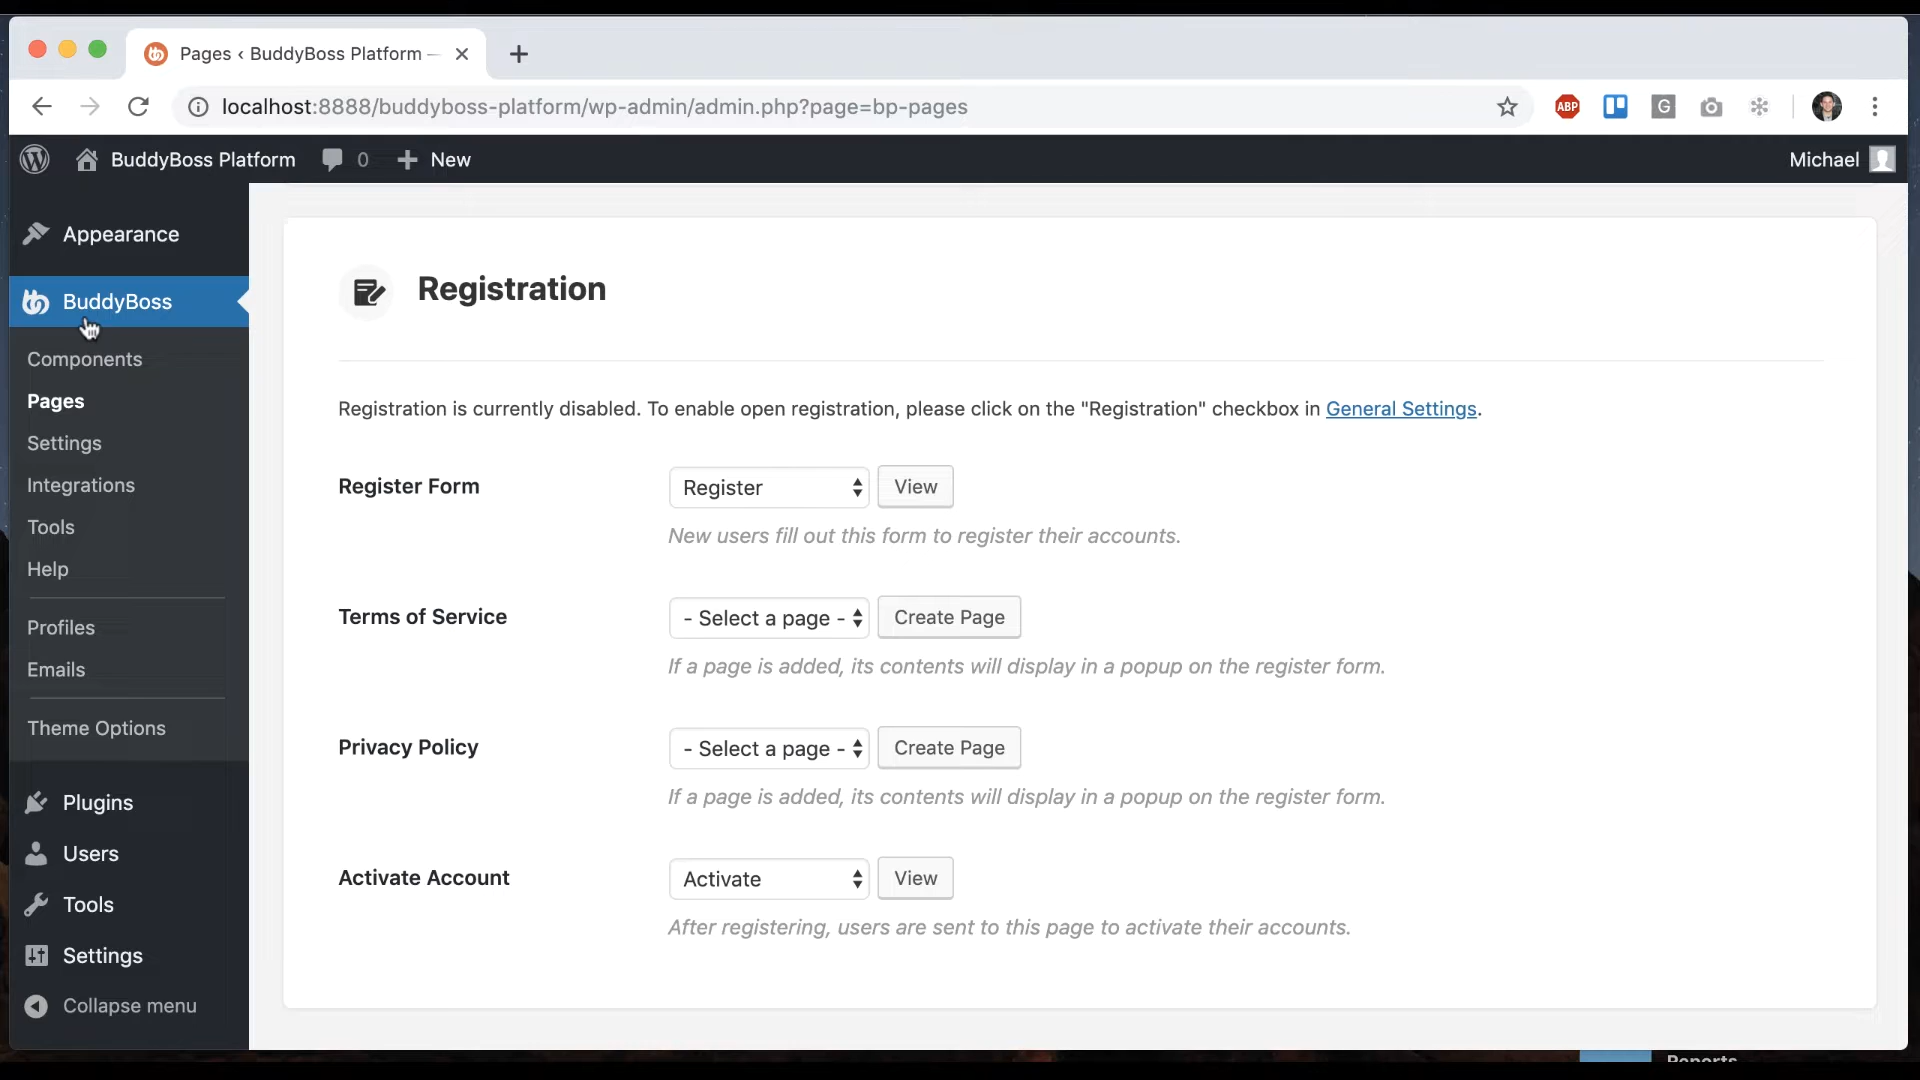 Pages ‹ BuddyBoss Platform –
localhost:8888/buddyboss-platform/wp-admin/admin.php?page=bp-pages
ABP
G
BuddyBoss Platform 0 + New
Michael
Appearance
BuddyBoss
Components
Pages
Settings
Integrations
Tools
Help
Profiles
Emails
Theme Options
Plugins
Users
Tools
Settings
Collapse menu
Registration
Registration is currently disabled. To enable open registration, please click on the "Registration" checkbox in General Settings.
Register Form Register View
New users fill out this form to register their accounts.
Terms of Service - Select a page - Create Page
If a page is added, its contents will display in a popup on the register form.
Privacy Policy - Select a page - Create Page
If a page is added, its contents will display in a popup on the register form.
Activate Account Activate View
After registering, users are sent to this page to activate their accounts.
Reports